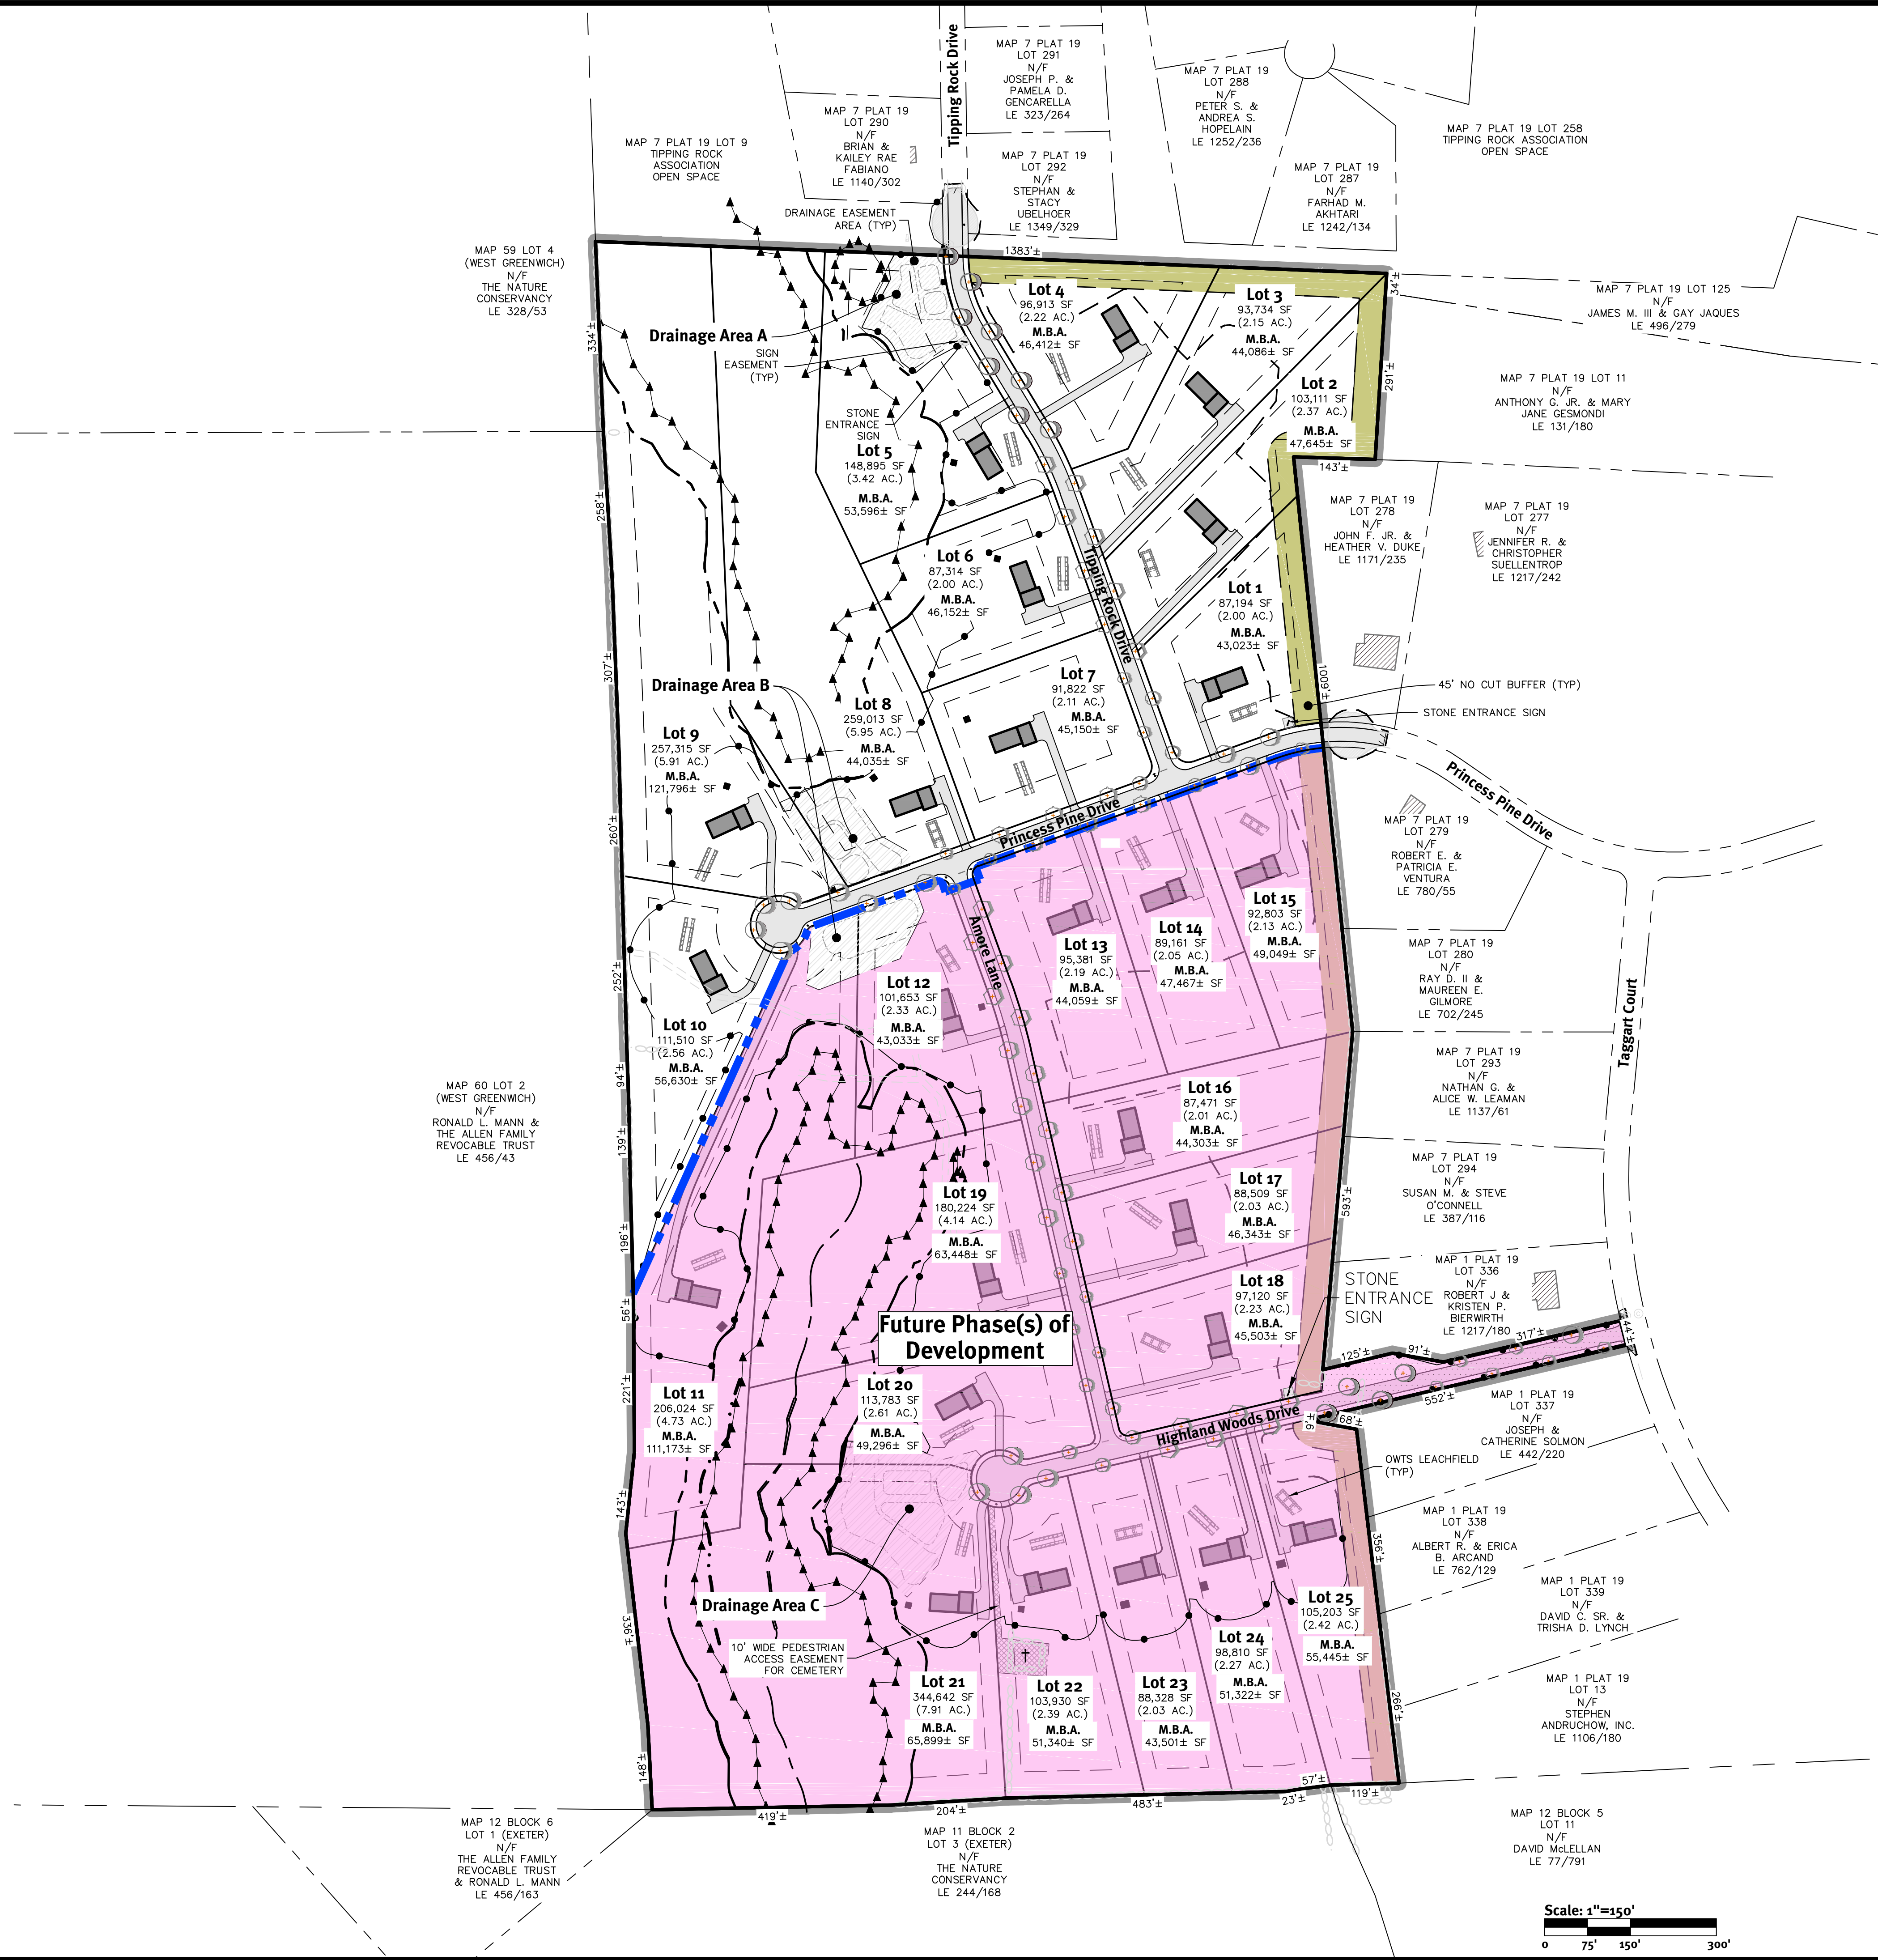 Tipping Rock Drive
MAP 7 PLAT 19
LOT 291
N/F
JOSEPH P. &
PAMELA D.
GENCARELLA
LE 323/264
MAP 7 PLAT 19
LOT 288
N/F
PETER S. &
ANDREA S.
HOPELAIN
LE 1252/236
MAP 7 PLAT 19 LOT 258
TIPPING ROCK ASSOCIATION
OPEN SPACE
MAP 7 PLAT 19
LOT 290
N/F
BRIAN &
KAILEY RAE
FABIANO
LE 1140/302
MAP 7 PLAT 19 LOT 9
TIPPING ROCK
ASSOCIATION
OPEN SPACE
MAP 7 PLAT 19
LOT 292
N/F
STEPHAN &
STACY
UBELHOER
LE 1349/329
MAP 7 PLAT 19
LOT 287
N/F
FARHAD M.
AKHTARI
LE 1242/134
DRAINAGE EASEMENT
AREA (TYP)
1383'±
MAP 59 LOT 4
(WEST GREENWICH)
N/F
THE NATURE
CONSERVANCY
LE 328/53
34'±
MAP 7 PLAT 19 LOT 125
N/F
JAMES M. III & GAY JAQUES
LE 496/279
Lot 4
96,913 SF
(2.22 AC.)
M.B.A.
46,412± SF
Lot 3
93,734 SF
(2.15 AC.)
M.B.A.
44,086± SF
334'±
Drainage Area A
SIGN
EASEMENT
(TYP)
291'±
Lot 2
103,111 SF
(2.37 AC.)
M.B.A.
47,645± SF
MAP 7 PLAT 19 LOT 11
N/F
ANTHONY G. JR. & MARY
JANE GESMONDI
LE 131/180
STONE
ENTRANCE
SIGN
Lot 5
148,895 SF
(3.42 AC.)
M.B.A.
53,596± SF
143'±
258'±
MAP 7 PLAT 19
LOT 278
N/F
JOHN F. JR. &
HEATHER V. DUKE
LE 1171/235
MAP 7 PLAT 19
LOT 277
N/F
JENNIFER R. &
CHRISTOPHER
SUELLENTROP
LE 1217/242
Lot 6
87,314 SF
(2.00 AC.)
M.B.A.
46,152± SF
Tipping Rock Drive
Lot 1
87,194 SF
(2.00 AC.)
M.B.A.
43,023± SF
307'±
1009'±
Lot 7
91,822 SF
(2.11 AC.)
M.B.A.
45,150± SF
45' NO CUT BUFFER (TYP)
STONE ENTRANCE SIGN
Drainage Area B
Lot 8
259,013 SF
(5.95 AC.)
M.B.A.
44,035± SF
Lot 9
257,315 SF
(5.91 AC.)
M.B.A.
121,796± SF
Princess Pine Drive
Princess Pine Drive
260'±
MAP 7 PLAT 19
LOT 279
N/F
ROBERT E. &
PATRICIA E.
VENTURA
LE 780/55
Lot 15
92,803 SF
(2.13 AC.)
M.B.A.
49,049± SF
Lot 14
89,161 SF
(2.05 AC.)
M.B.A.
47,467± SF
Lot 13
95,381 SF
(2.19 AC.)
M.B.A.
44,059± SF
Amore Lane
252'±
Lot 12
101,653 SF
(2.33 AC.)
M.B.A.
43,033± SF
MAP 7 PLAT 19
LOT 280
N/F
RAY D. II &
MAUREEN E.
GILMORE
LE 702/245
Taggart Court
Lot 10
111,510 SF
(2.56 AC.)
M.B.A.
56,630± SF
94'±
MAP 7 PLAT 19
LOT 293
N/F
NATHAN G. &
ALICE W. LEAMAN
LE 1137/61
MAP 60 LOT 2
(WEST GREENWICH)
N/F
RONALD L. MANN &
THE ALLEN FAMILY
REVOCABLE TRUST
LE 456/43
Lot 16
87,471 SF
(2.01 AC.)
M.B.A.
44,303± SF
139'±
MAP 7 PLAT 19
LOT 294
N/F
SUSAN M. & STEVE
O'CONNELL
LE 387/116
Lot 17
88,509 SF
(2.03 AC.)
M.B.A.
46,343± SF
593'±
Lot 19
180,224 SF
(4.14 AC.)
M.B.A.
63,448± SF
196'±
Lot 18
97,120 SF
(2.23 AC.)
M.B.A.
45,503± SF
STONE
ENTRANCE
SIGN
MAP 1 PLAT 19
LOT 336
N/F
ROBERT J &
KRISTEN P.
BIERWIRTH
LE 1217/180
56'±
Future Phase(s) of
Development
125'±
91'±
317'±
44'±
552'±
Lot 20
113,783 SF
(2.61 AC.)
M.B.A.
49,296± SF
Lot 11
206,024 SF
(4.73 AC.)
M.B.A.
111,173± SF
221'±
Highland Woods Drive
9'±
68'±
MAP 1 PLAT 19
LOT 337
N/F
JOSEPH &
CATHERINE SOLMON
LE 442/220
OWTS LEACHFIELD
(TYP)
143'±
356'±
MAP 1 PLAT 19
LOT 338
N/F
ALBERT R. & ERICA
B. ARCAND
LE 762/129
Drainage Area C
336'±
Lot 25
105,203 SF
(2.42 AC.)
M.B.A.
55,445± SF
MAP 1 PLAT 19
LOT 339
N/F
DAVID C. SR. &
TRISHA D. LYNCH
10' WIDE PEDESTRIAN
ACCESS EASEMENT
FOR CEMETERY
Lot 24
98,810 SF
(2.27 AC.)
M.B.A.
51,322± SF
Lot 21
344,642 SF
(7.91 AC.)
M.B.A.
65,899± SF
Lot 22
103,930 SF
(2.39 AC.)
M.B.A.
51,340± SF
Lot 23
88,328 SF
(2.03 AC.)
M.B.A.
43,501± SF
266'±
MAP 1 PLAT 19
LOT 13
N/F
STEPHEN
ANDRUCHOW, INC.
LE 1106/180
148'±
419'±
204'±
483'±
23'±
57'±
119'±
MAP 12 BLOCK 6
LOT 1 (EXETER)
N/F
THE ALLEN FAMILY
REVOCABLE TRUST
& RONALD L. MANN
LE 456/163
MAP 11 BLOCK 2
LOT 3 (EXETER)
N/F
THE NATURE
CONSERVANCY
LE 244/168
MAP 12 BLOCK 5
LOT 11
N/F
DAVID McLELLAN
LE 77/791
Scale: 1"=150'
0 75' 150' 300'